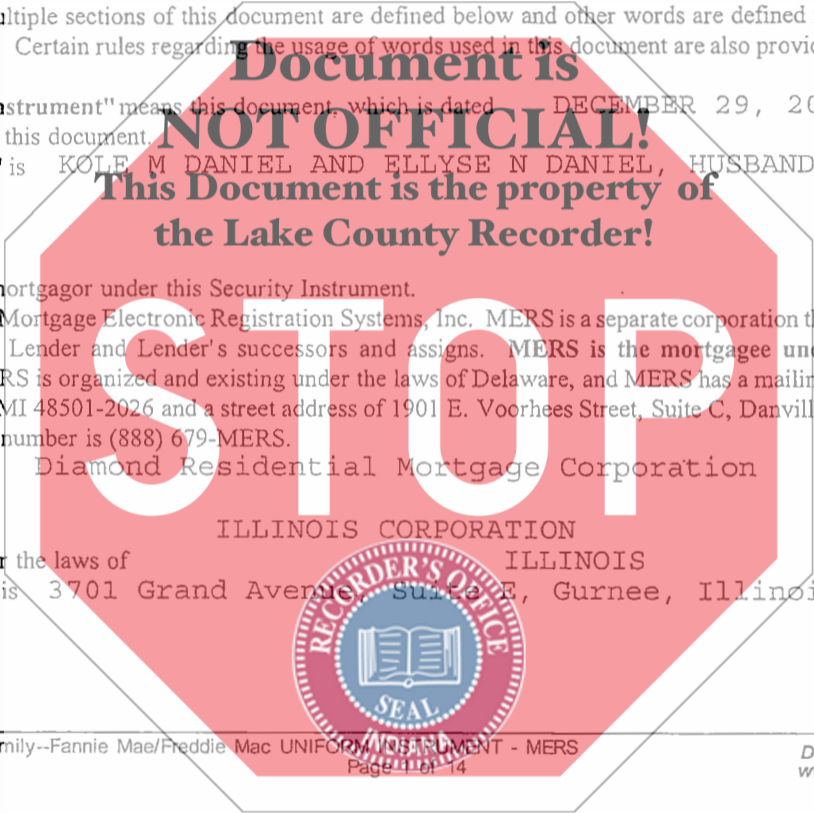 ltiple sections of this document are defined below and other words are defined
Certain rules regarding the usage of words used in this document are also provi
Document is
strument" means this document, which is dated DECEMBER 29, 20
this document.
NOT OFFICIAL!
is KOLE M DANIEL AND ELLYSE N DANIEL, HUSBAND
This Document is the property of
the Lake County Recorder!
ortgagor under this Security Instrument.
Mortgage Electronic Registration Systems, Inc. MERS is a separate corporation t
Lender and Lender's successors and assigns. MERS is the mortgagee un
RS is organized and existing under the laws of Delaware, and MERS has a mailin
MI 48501-2026 and a street address of 1901 E. Voorhees Street, Suite C, Danvill
number is (888) 679-MERS.
STOP
Diamond Residential Mortgage Corporation
ILLINOIS CORPORATION
r the laws of ILLINOIS
is 3701 Grand Avenue, Suite E, Gurnee, Illinoi
RECORDER'S OFFICE
SEAL
INDIANA
mily--Fannie Mae/Freddie Mac UNIFORM INSTRUMENT - MERS
Page 1 of 14
D
w